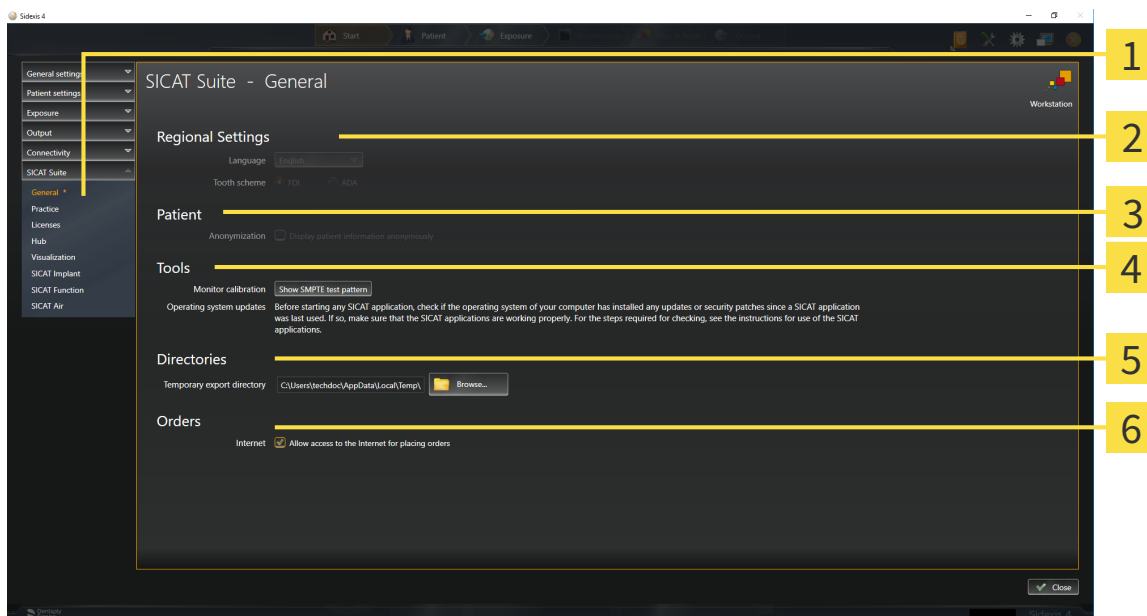 Sidexis 4
Start Patient Exposure
1
General settings
Patient settings
Exposure
Output
Connectivity
SICAT Suite
General *
Practice
Licenses
Hub
Visualization
SICAT Implant
SICAT Function
SICAT Air
SICAT Suite - General
Workstation
Regional Settings
2
Language English
Tooth scheme FDI ADA
Patient
3
Anonymization Display patient information anonymously
Tools
4
Monitor calibration Show SMPTE test pattern
Operating system updates Before starting any SICAT application, check if the operating system of your computer has installed any updates or security patches since a SICAT application
was last used. If so, make sure that the SICAT applications are working properly. For the steps required for checking, see the instructions for use of the SICAT
applications.
Directories
5
Temporary export directory C:\Users\techdoc\AppData\Local\Temp\ Browse...
Orders
6
Internet Allow access to the Internet for placing orders
Close
Dentsply
Sidexis 4